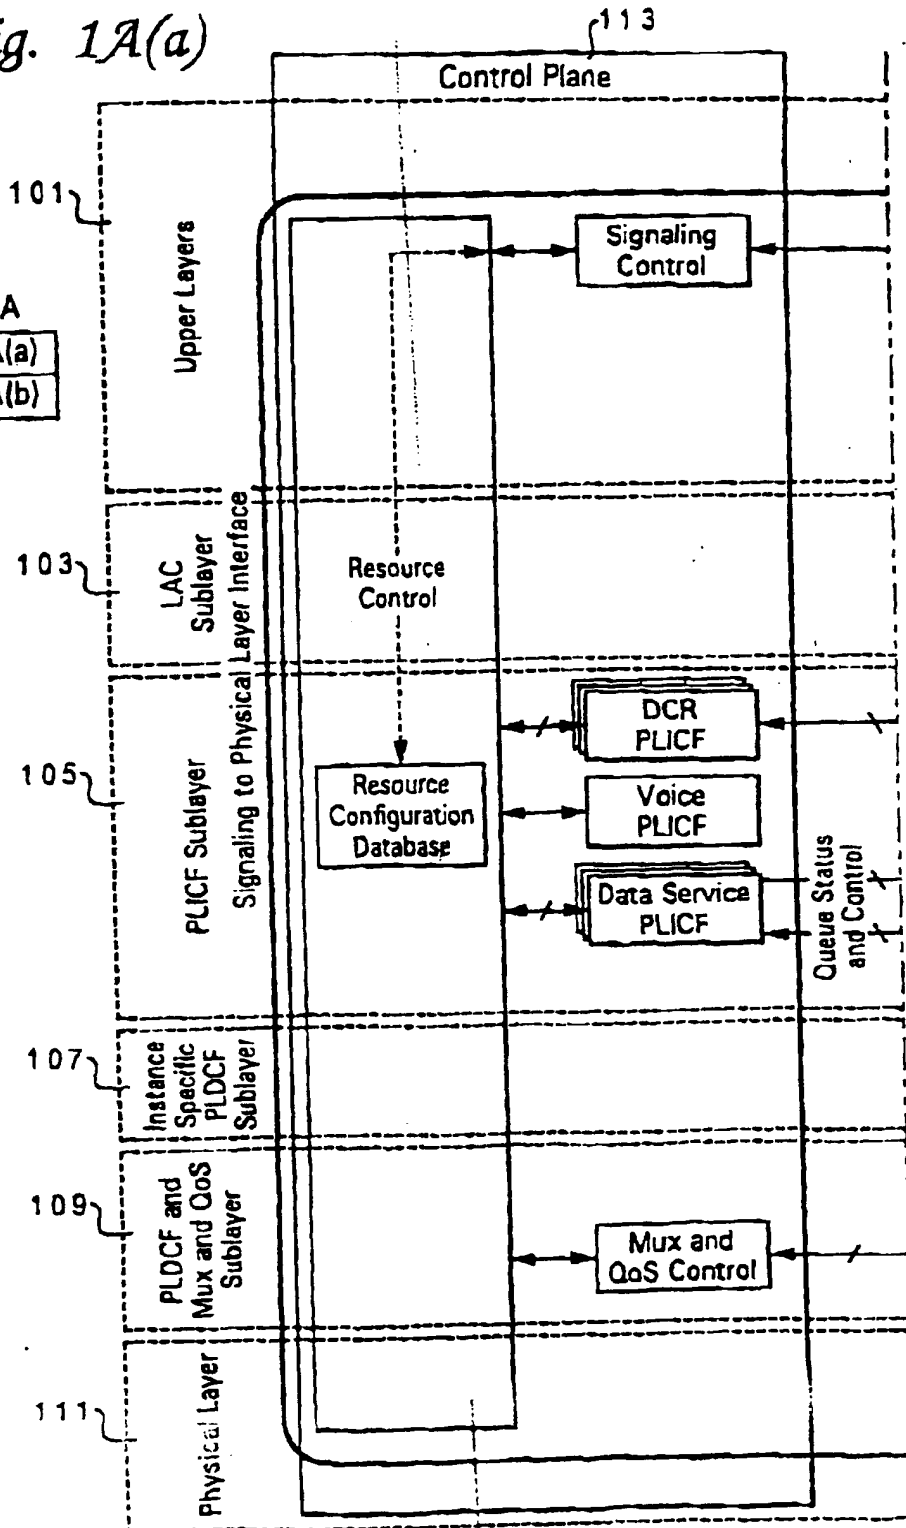 ig. 1A(a)
113
Control Plane
101
Upper Layers
Signaling
Control
A
(a)
(b)
103
LAC
Sublayer
Signaling to Physical Layer Interface
Resource
Control
105
PLICF Sublayer
DCR
PLICF
Resource
Configuration
Database
Voice
PLICF
Data Service
PLICF
Queue Status
and Control
107
Instance
Specific
PLDCF
Sublayer
109
PLDCF and
Mux and QoS
Sublayer
Mux and
QoS Control
111
Physical Layer